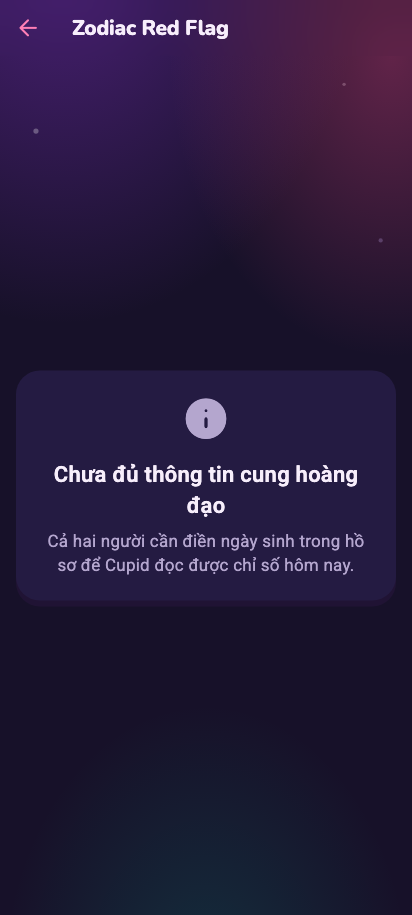 Zodiac Red Flag
Chưa đủ thông tin cung hoàng
đạo
Cả hai người cần điền ngày sinh trong hồ
sơ để Cupid đọc được chỉ số hôm nay.